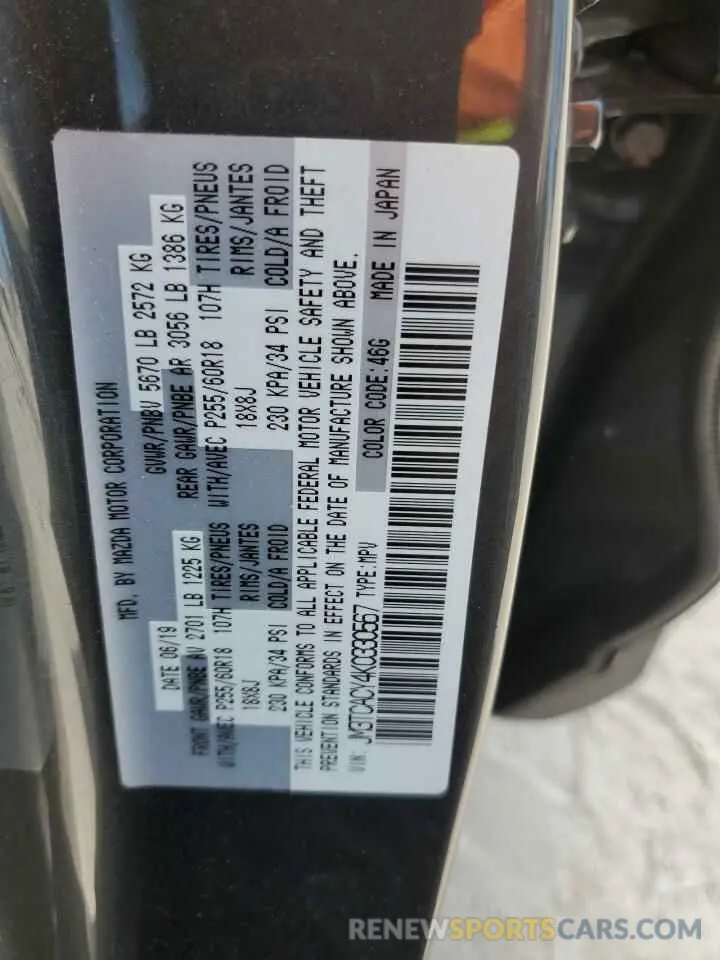 MFD. BY MAZDA MOTOR CORPORATION
DATE 06/19 GVWR/PNBV 5670 LB 2572 KG
FRONT GAWR/PNBE AV 2701 LB 1225 KG REAR GAWR/PNBE AR 3056 LB 1386 KG
WITH/AVEC P255/60R18 107H TIRES/PNEUS WITH/AVEC P255/60R18 107H TIRES/PNEUS
18X8J RIMS/JANTES 18X8J RIMS/JANTES
230 KPA/34 PSI COLD/A FROID 230 KPA/34 PSI COLD/A FROID
THIS VEHICLE CONFORMS TO ALL APPLICABLE FEDERAL MOTOR VEHICLE SAFETY AND THEFT
PREVENTION STANDARDS IN EFFECT ON THE DATE OF MANUFACTURE SHOWN ABOVE.
VIN: JM3TCACY4K0330567 TYPE:MPV COLOR CODE:46G MADE IN JAPAN
RENEWSPORTSCARS.COM